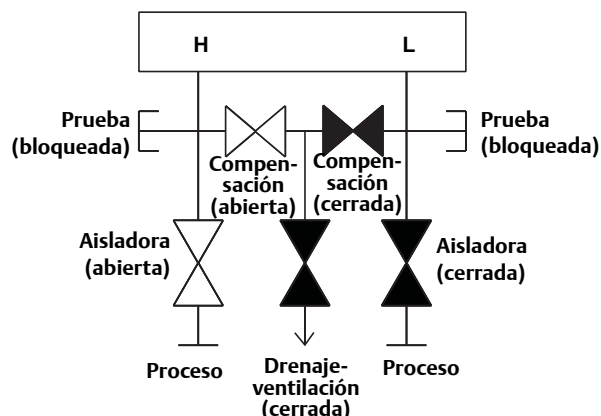 H
L
Prueba
(bloqueada)
Prueba
(bloqueada)
Compen-
sación
(abierta)
Compen-
sación
(cerrada)
Aisladora
(abierta)
Aisladora
(cerrada)
Proceso
Drenaje-
ventilación
(cerrada)
Proceso